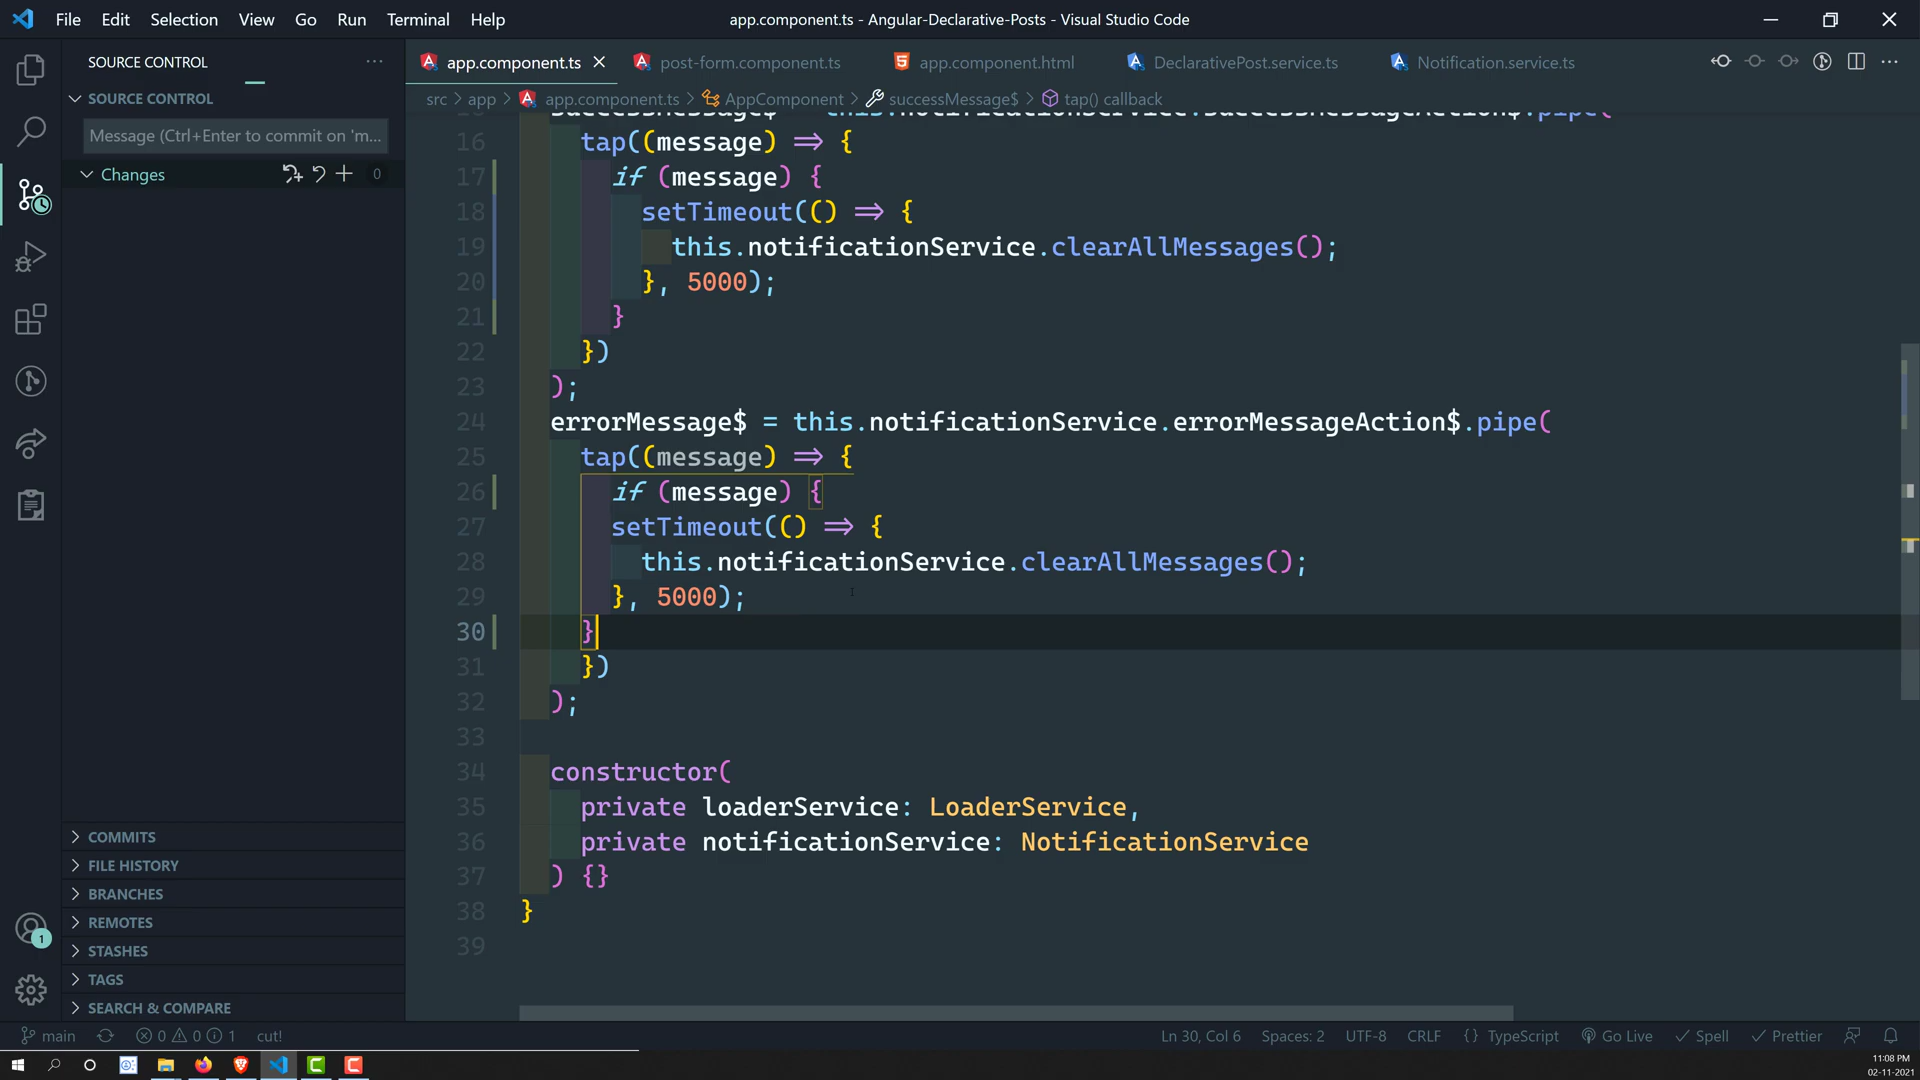 File Edit Selection View Go Run Terminal Help
app.component.ts - Angular-Declarative-Posts - Visual Studio Code
SOURCE CONTROL
app.component.ts
post-form.component.ts
app.component.html
DeclarativePost.service.ts
Notification.service.ts
SOURCE CONTROL
src > app > app.component.ts > AppComponent > successMessage$ > tap() callback
Message (Ctrl+Enter to commit on 'm...
Changes 0
successMessage$ = this.notificationService.successMessageAction$.pipe(
16 tap((message) => {
17 if (message) {
18 setTimeout(() => {
19 this.notificationService.clearAllMessages();
20 }, 5000);
21 }
22 })
23 );
24 errorMessage$ = this.notificationService.errorMessageAction$.pipe(
25 tap((message) => {
26 if (message) {
27 setTimeout(() => {
28 this.notificationService.clearAllMessages();
29 }, 5000);
30 }
31 })
32 );
33
34 constructor(
35 private loaderService: LoaderService,
36 private notificationService: NotificationService
37 ) {}
38 }
39
COMMITS
FILE HISTORY
BRANCHES
REMOTES
STASHES
TAGS
SEARCH & COMPARE
1
main 0 0 1 cut!
Ln 30, Col 6 Spaces: 2 UTF-8 CRLF {} TypeScript Go Live Spell Prettier
11:08 PM
02-11-2021